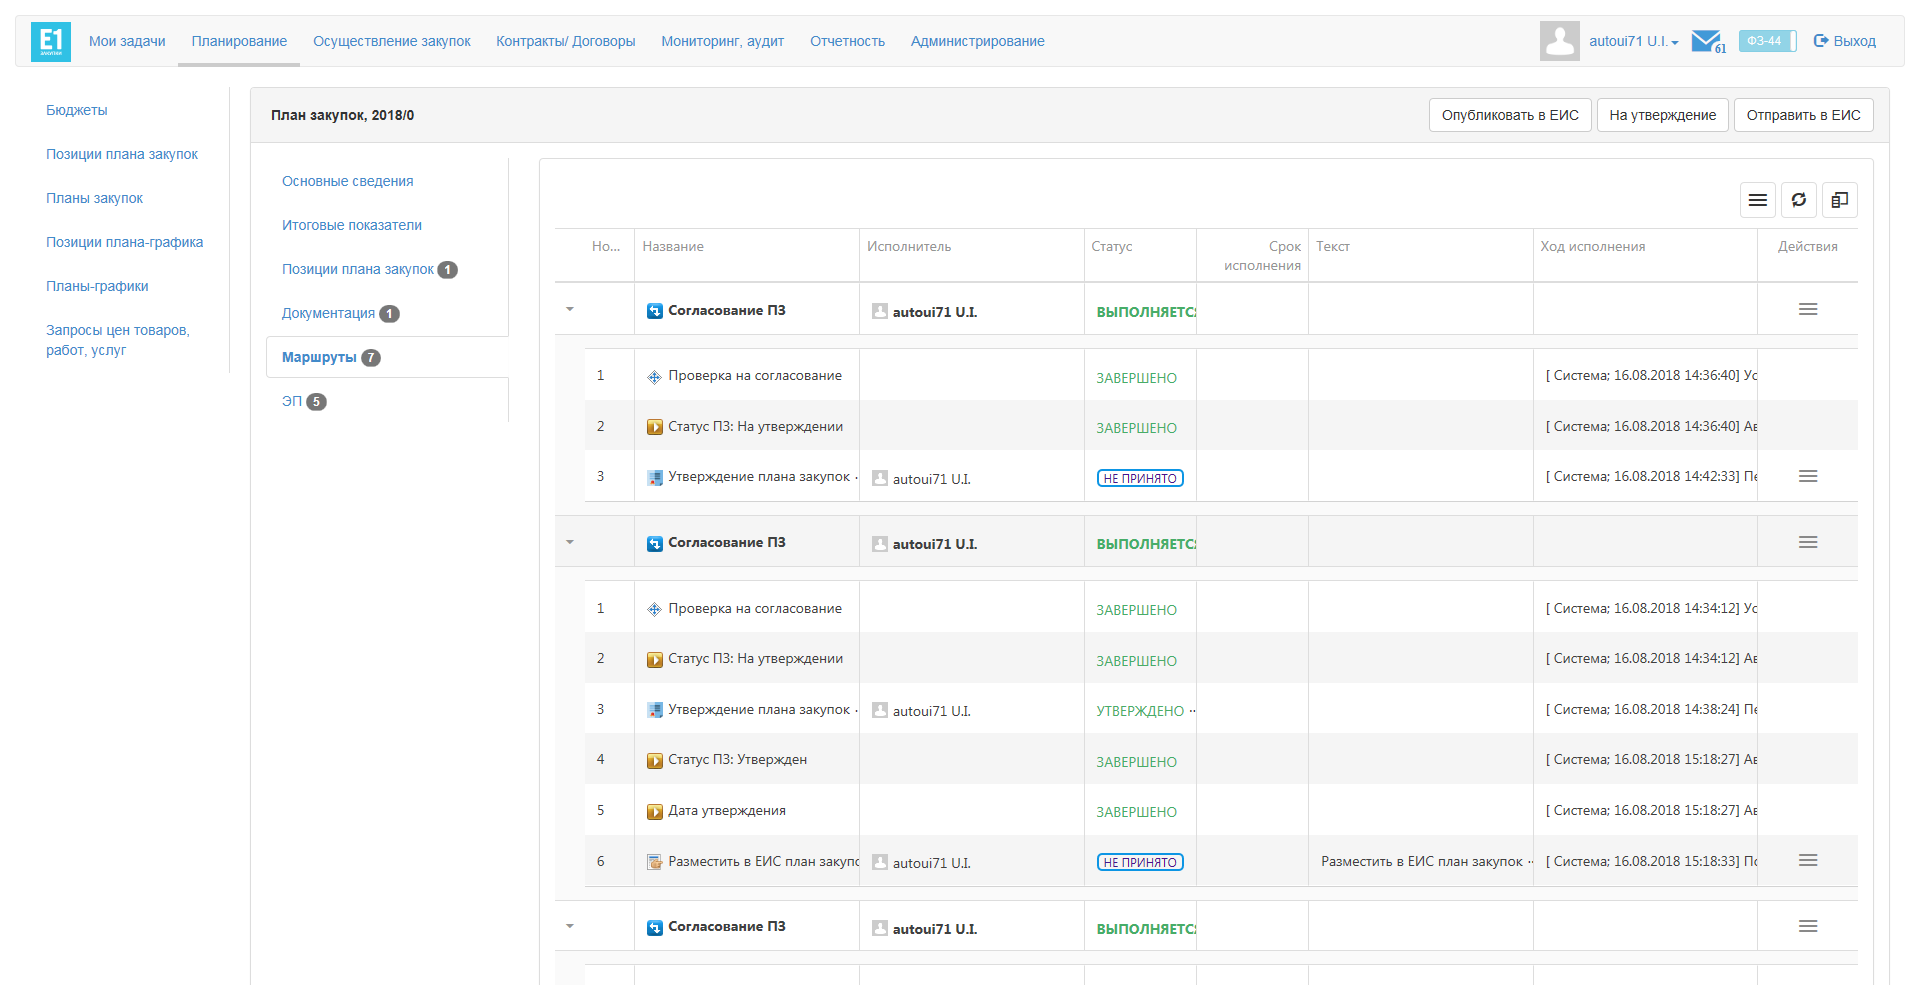 E1
Мои задачи
Планирование
Осуществление закупок
Контракты/ Договоры
Мониторинг, аудит
Отчетность
Администрирование
autoui71 U.I.
61
ФЗ-44
Выход
Бюджеты
Позиции плана закупок
Планы закупок
Позиции плана-графика
Планы-графики
Запросы цен товаров,
работ, услуг
План закупок, 2018/0
Опубликовать в ЕИС
На утверждение
Отправить в ЕИС
Основные сведения
Итоговые показатели
Позиции плана закупок 1
Документация 1
Маршруты 7
ЭП 5
Но... Название Исполнитель Статус Срок исполнения Текст Ход исполнения Действия
Согласование ПЗ autoui71 U.I. ВЫПОЛНЯЕТС
1 Проверка на согласование ЗАВЕРШЕНО [ Система; 16.08.2018 14:36:40] Ус
2 Статус ПЗ: На утверждении ЗАВЕРШЕНО [ Система; 16.08.2018 14:36:40] Ав
3 Утверждение плана закупок autoui71 U.I. НЕ ПРИНЯТО [ Система; 16.08.2018 14:42:33] Пе
Согласование ПЗ autoui71 U.I. ВЫПОЛНЯЕТС
1 Проверка на согласование ЗАВЕРШЕНО [ Система; 16.08.2018 14:34:12] Ус
2 Статус ПЗ: На утверждении ЗАВЕРШЕНО [ Система; 16.08.2018 14:34:12] Ав
3 Утверждение плана закупок autoui71 U.I. УТВЕРЖДЕНО [ Система; 16.08.2018 14:38:24] Пе
4 Статус ПЗ: Утвержден ЗАВЕРШЕНО [ Система; 16.08.2018 15:18:27] Ав
5 Дата утверждения ЗАВЕРШЕНО [ Система; 16.08.2018 15:18:27] Ав
6 Разместить в ЕИС план закупо autoui71 U.I. НЕ ПРИНЯТО Разместить в ЕИС план закупок [ Система; 16.08.2018 15:18:33] По
Согласование ПЗ autoui71 U.I. ВЫПОЛНЯЕТС